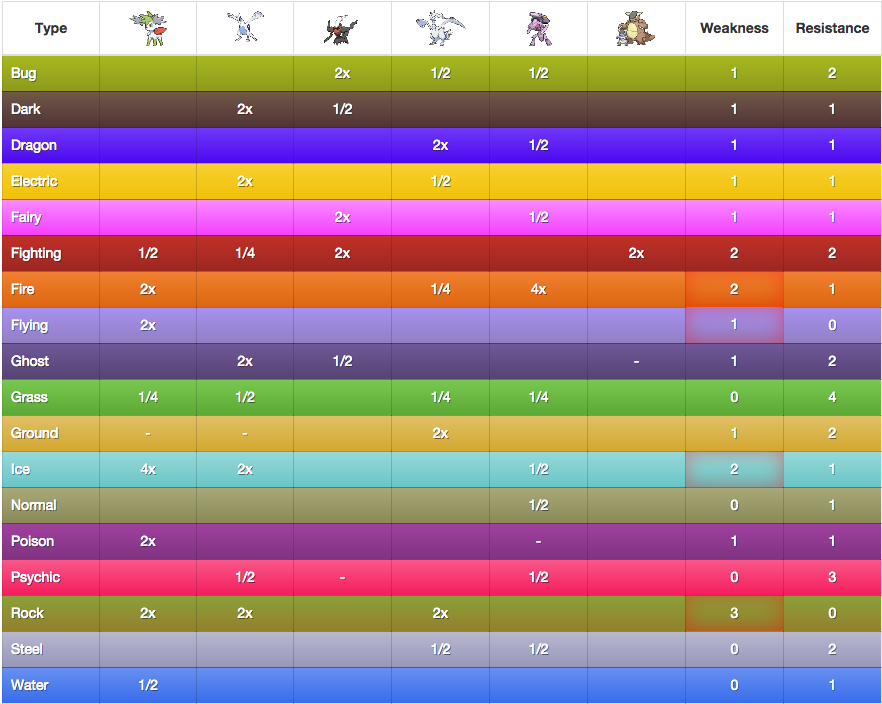 Type Weakness Resistance
Bug 2x 1/2 1/2 1 2
Dark 2x 1/2 1 1
Dragon 2x 1/2 1 1
Electric 2x 1/2 1 1
Fairy 2x 1/2 1 1
Fighting 1/2 1/4 2x 2x 2 2
Fire 2x 1/4 4x 2 1
Flying 2x 1 0
Ghost 2x 1/2 - 1 2
Grass 1/4 1/2 1/4 1/4 0 4
Ground - - 2x 1 2
Ice 4x 2x 1/2 2 1
Normal 1/2 0 1
Poison 2x - 1 1
Psychic 1/2 - 1/2 0 3
Rock 2x 2x 2x 3 0
Steel 1/2 1/2 0 2
Water 1/2 0 1